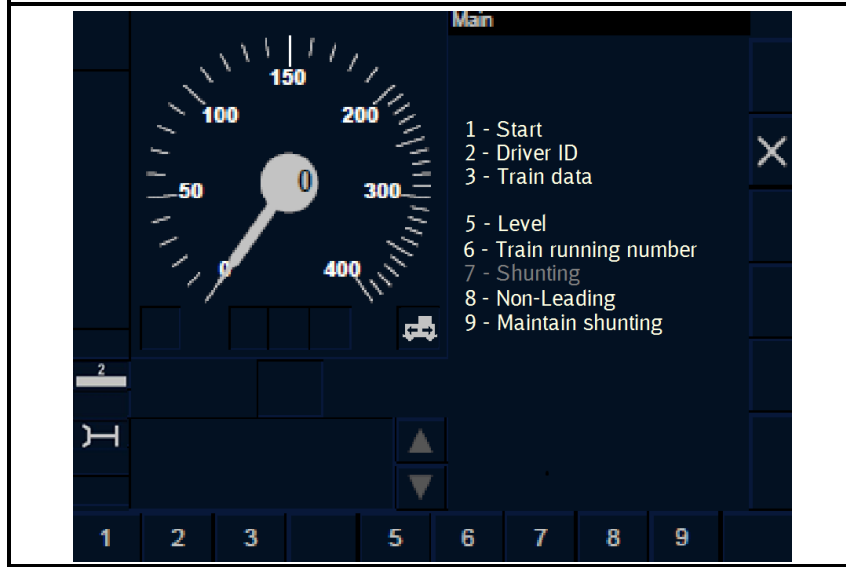 Main
150
100
200
50
0
300
0
400
1 - Start
2 - Driver ID
3 - Train data
5 - Level
6 - Train running number
7 - Shunting
8 - Non-Leading
9 - Maintain shunting
2
1 2 3 5 6 7 8 9